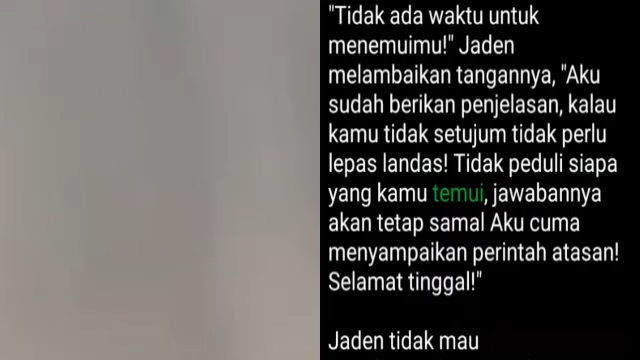 "Tidak ada waktu untuk
menemuimu!" Jaden
melambaikan tangannya, "Aku
sudah berikan penjelasan, kalau
kamu tidak setujum tidak perlu
lepas landas! Tidak peduli siapa
yang kamu temui, jawabannya
akan tetap samal Aku cuma
menyampaikan perintah atasan!
Selamat tinggal!"
Jaden tidak mau